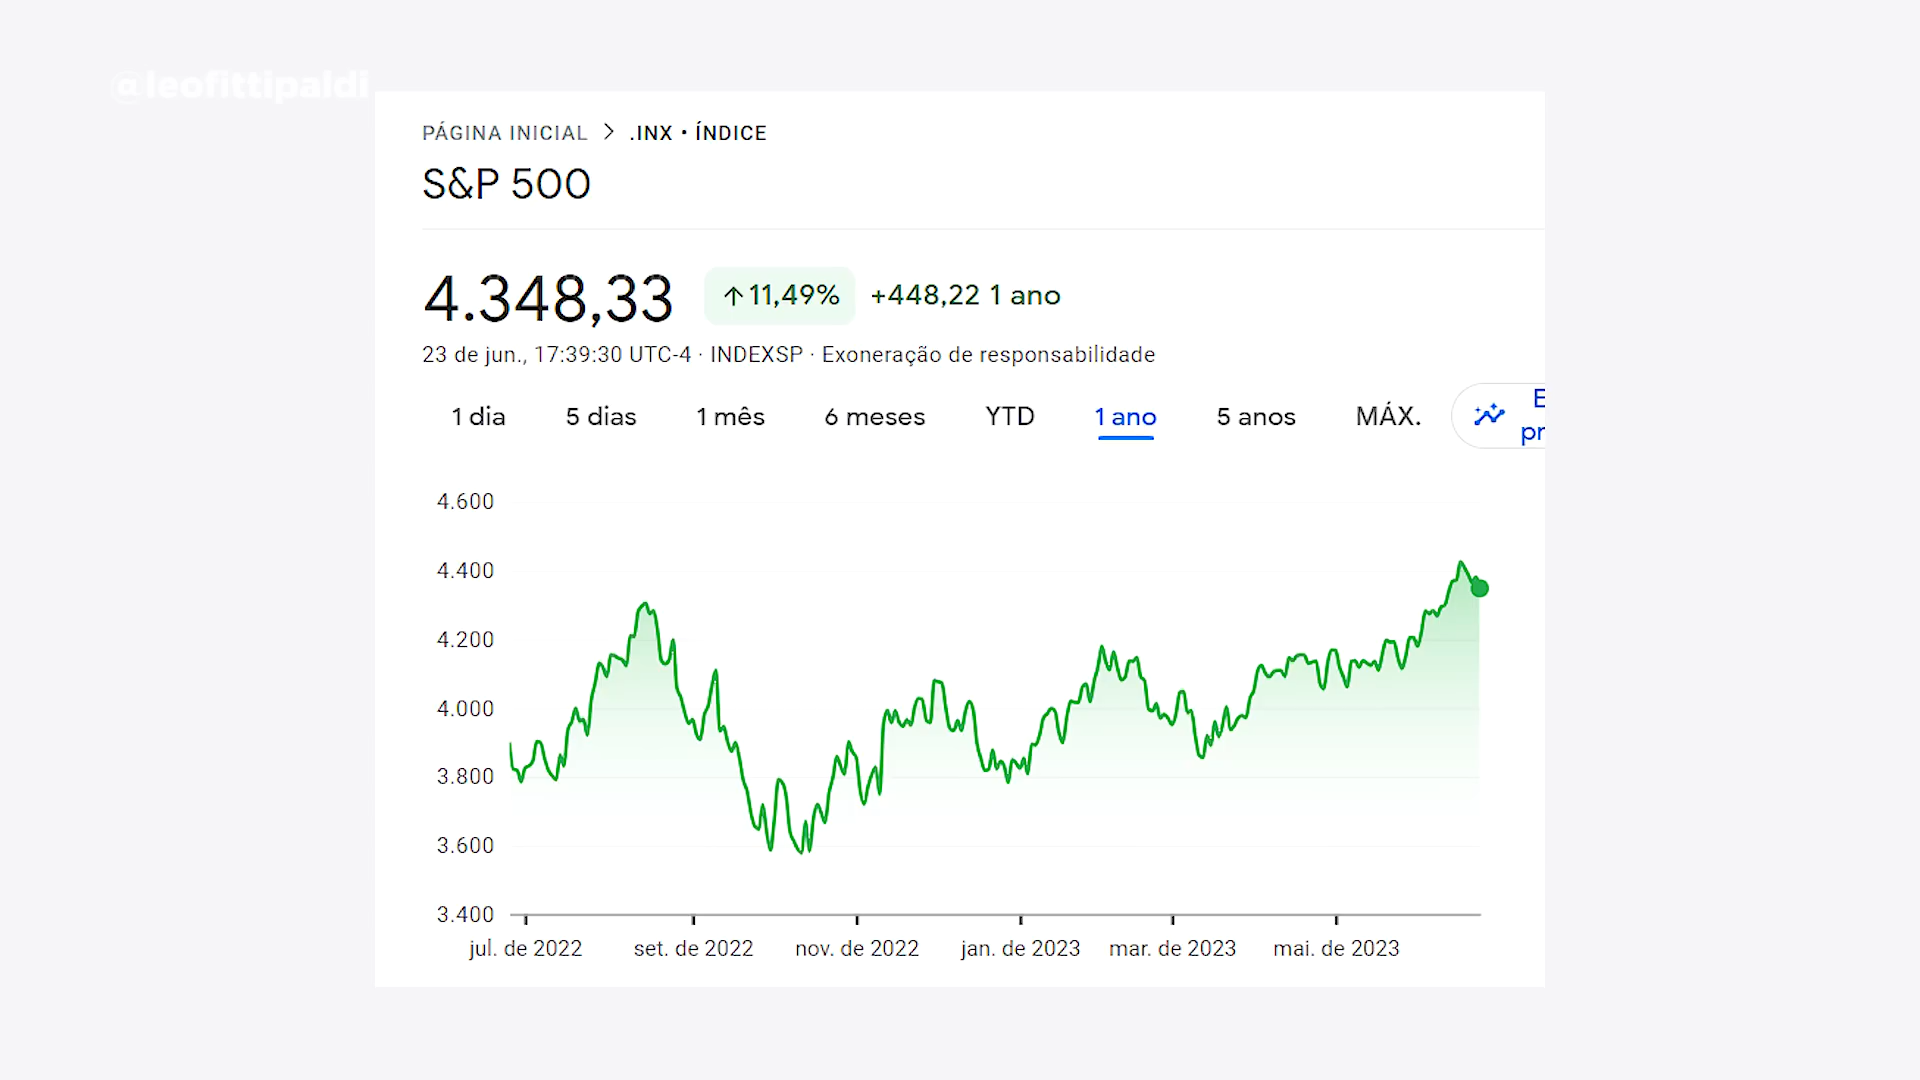 @leofittipaldi
PÁGINA INICIAL > .INX • ÍNDICE
S&P 500
4.348,33 ↑11,49% +448,22 1 ano
23 de jun., 17:39:30 UTC-4 · INDEXSP · Exoneração de responsabilidade
1 dia 5 dias 1 mês 6 meses YTD 1 ano 5 anos MÁX.
4.600
4.400
4.200
4.000
3.800
3.600
3.400
jul. de 2022 set. de 2022 nov. de 2022 jan. de 2023 mar. de 2023 mai. de 2023